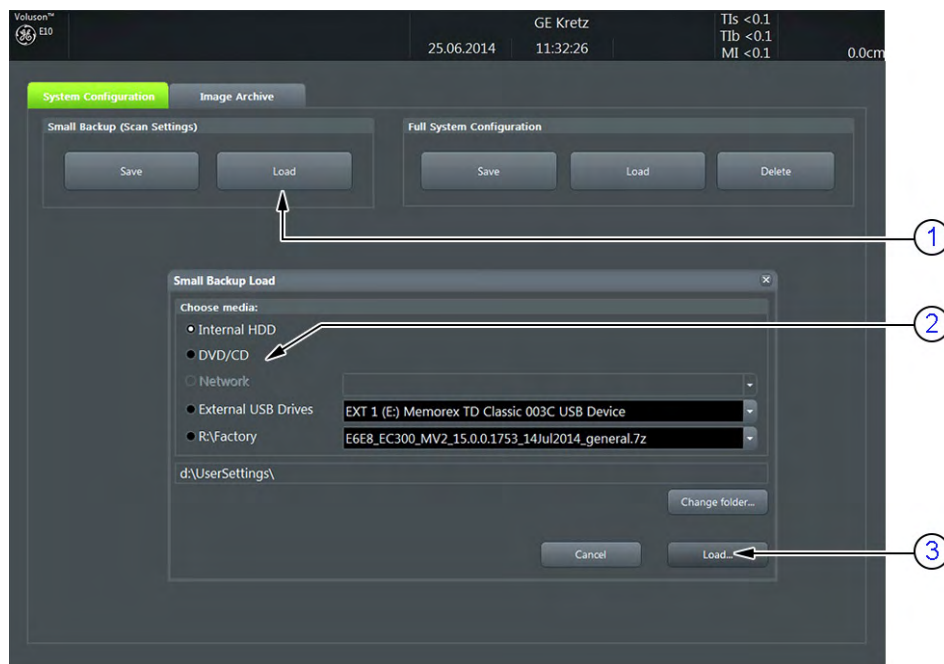 Voluson™
E10
GE Kretz
25.06.2014 11:32:26
TIs <0.1
TIb <0.1
MI <0.1
0.0cm
System Configuration Image Archive
Small Backup (Scan Settings) Full System Configuration
Save Load Save Load Delete
1
Small Backup Load
Choose media:
Internal HDD
2
DVD/CD
Network
External USB Drives EXT 1 (E:) Memorex TD Classic 003C USB Device
R:\Factory E6E8_EC300_MV2_15.0.0.1753_14Jul2014_general.7z
d:\UserSettings\
Change folder...
Cancel Load...
3